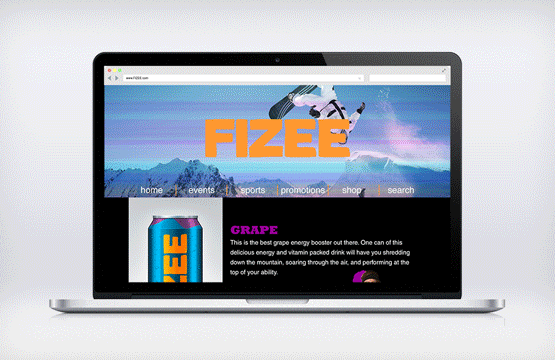 www.FIZEE.com
FIZEE
home events sports promotions shop search
FIZEE
GRAPE
This is the best grape energy booster out there. One can of this
delicious energy and vitamin packed drink will have you shredding
down the mountain, soaring through the air, and performing at the
top of your ability.